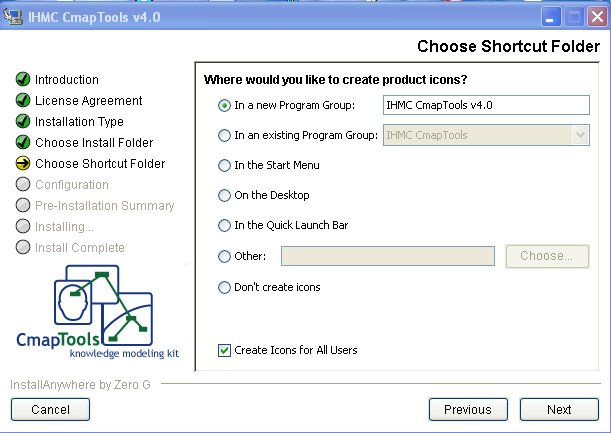 IHMC CmapTools v4.0
Choose Shortcut Folder
Introduction
License Agreement
Installation Type
Choose Install Folder
Choose Shortcut Folder
Configuration
Pre-Installation Summary
Installing...
Install Complete
CmapTools
knowledge modeling kit
Where would you like to create product icons?
In a new Program Group: IHMC CmapTools v4.0
In an existing Program Group: IHMC CmapTools
In the Start Menu
On the Desktop
In the Quick Launch Bar
Other: Choose...
Don't create icons
Create Icons for All Users
InstallAnywhere by Zero G
Cancel Previous Next